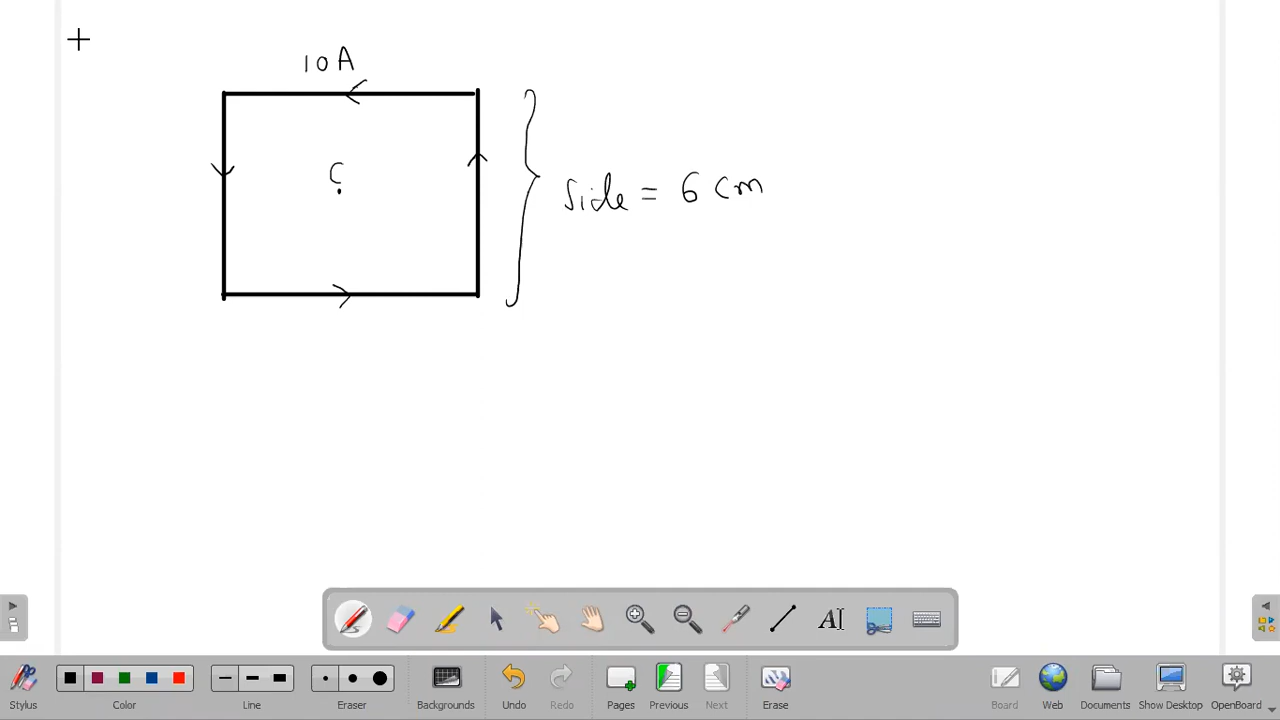 10 A
C
side = 6 cm
Stylus
Color
Line
Eraser
Backgrounds
Undo
Redo
Pages
Previous
Next
Erase
Board
Web
Documents
Show Desktop
OpenBoard